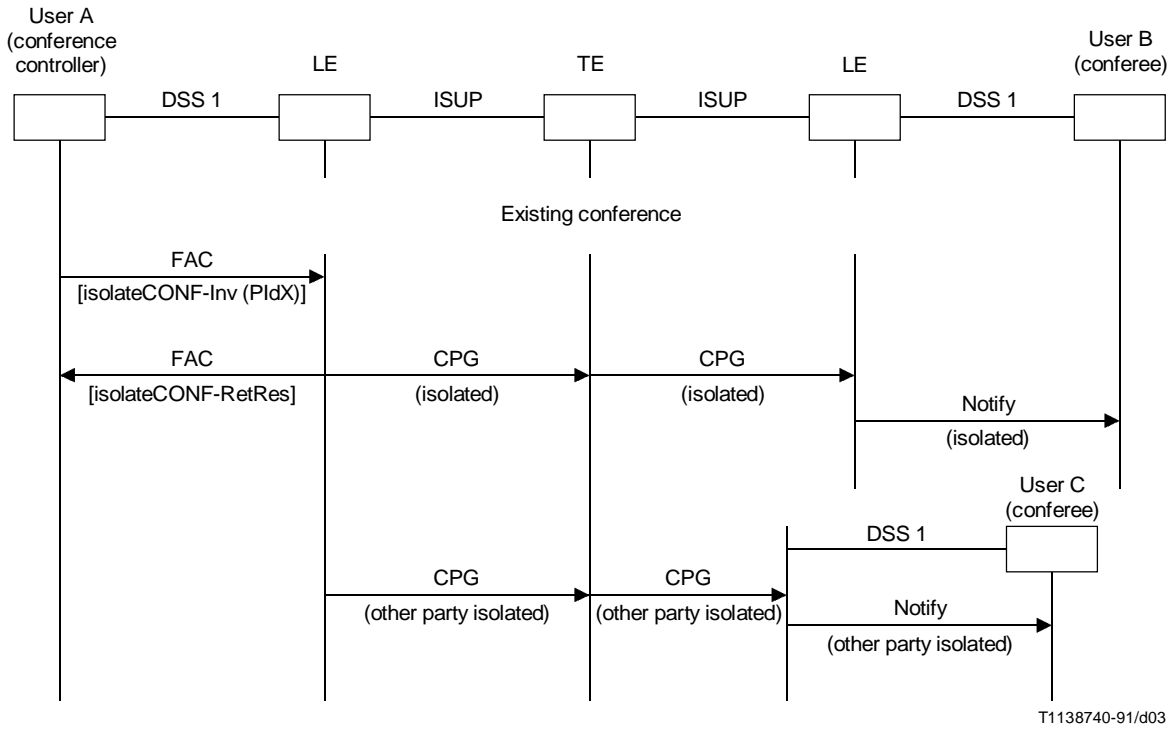 User A
(conference
controller)
LE
TE
LE
User B
(conferee)
DSS 1
ISUP
ISUP
DSS 1
Existing conference
FAC
[isolateCONF-Inv (PIdX)]
FAC
CPG
CPG
[isolateCONF-RetRes]
(isolated)
(isolated)
Notify
(isolated)
User C
(conferee)
DSS 1
CPG
CPG
(other party isolated)
(other party isolated)
Notify
(other party isolated)
T1138740-91/d03